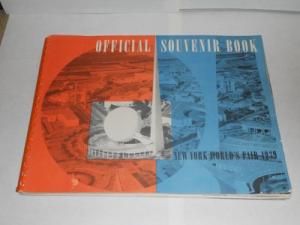 OFFICIAL SOUVENIR BOOK
NEW YORK WORLD'S FAIR 1939